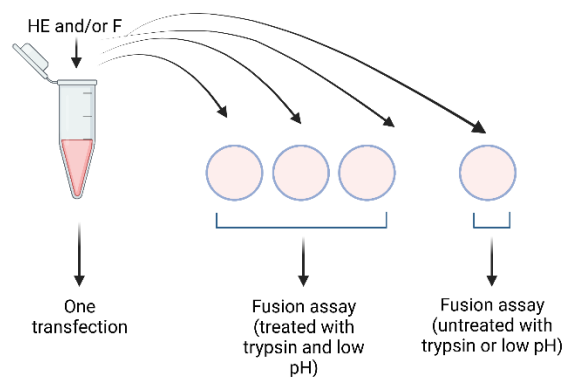 HE and/or F
One
transfection
Fusion assay
(treated with
trypsin and low
pH)
Fusion assay
(untreated with
trypsin or low pH)